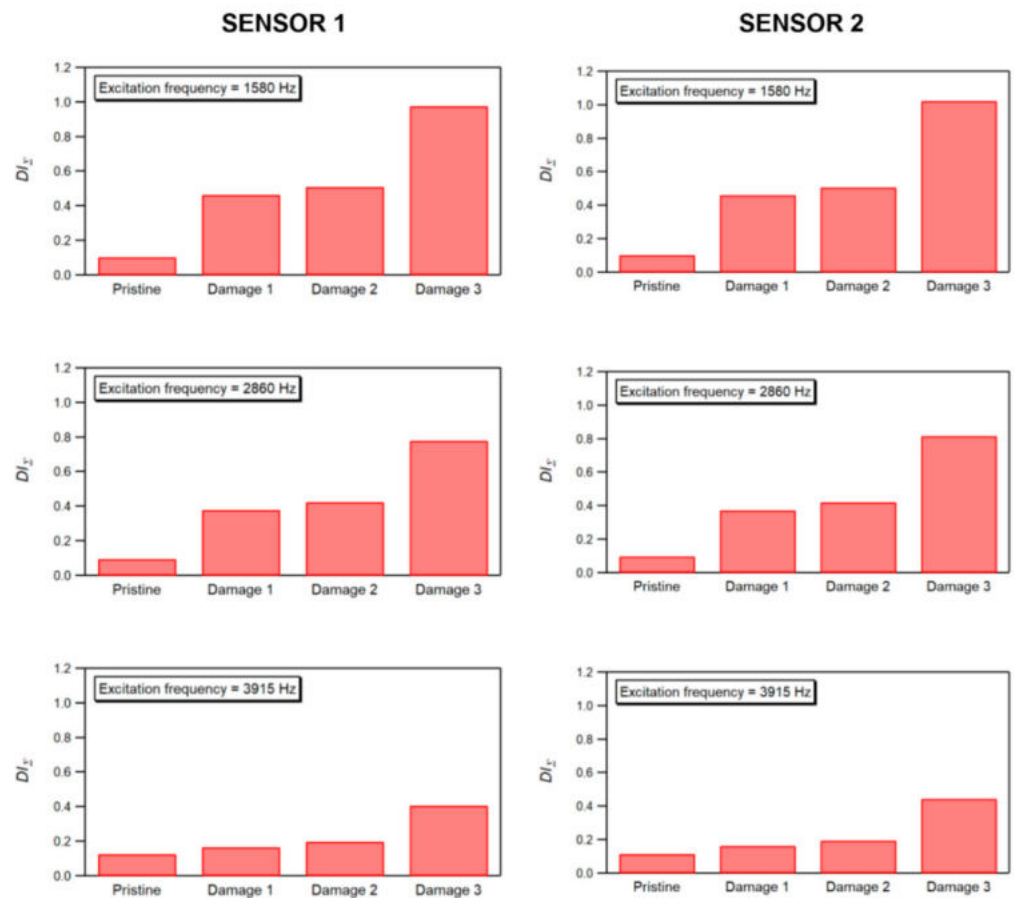 SENSOR 1
SENSOR 2
Excitation frequency = 1580 Hz
1.2
1.0
0.8
0.6
0.4
0.2
0.0
DI_Σ
Pristine Damage 1 Damage 2 Damage 3
Excitation frequency = 1580 Hz
1.2
1.0
0.8
0.6
0.4
0.2
0.0
DI_Σ
Pristine Damage 1 Damage 2 Damage 3
Excitation frequency = 2860 Hz
1.2
1.0
0.8
0.6
0.4
0.2
0.0
DI_Σ
Pristine Damage 1 Damage 2 Damage 3
Excitation frequency = 2860 Hz
1.2
1.0
0.8
0.6
0.4
0.2
0.0
DI_Σ
Pristine Damage 1 Damage 2 Damage 3
Excitation frequency = 3915 Hz
1.2
1.0
0.8
0.6
0.4
0.2
0.0
DI_Σ
Pristine Damage 1 Damage 2 Damage 3
Excitation frequency = 3915 Hz
1.2
1.0
0.8
0.6
0.4
0.2
0.0
DI_Σ
Pristine Damage 1 Damage 2 Damage 3